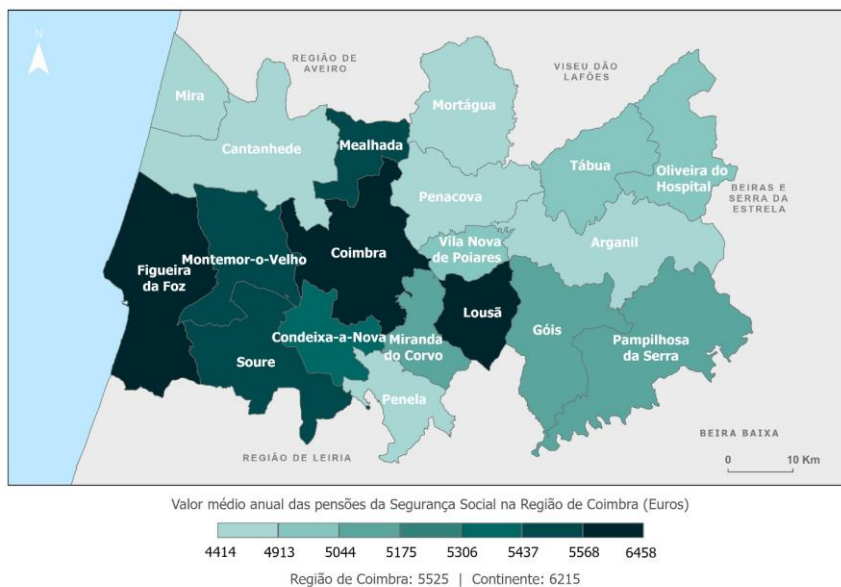 N
REGIÃO DE
AVEIRO
VISEU DÃO
LAFÕES
Mira
Mortágua
Cantanhede
Mealhada
Tábua
Oliveira do
Hospital
Penacova
BEIRAS E
SERRA DA
ESTRELA
Vila Nova
de Poiares
Arganil
Coimbra
Montemor-o-Velho
Figueira
da Foz
Lousã
Condeixa-a-Nova
Miranda
do Corvo
Góis
Pampilhosa
da Serra
Soure
Penela
BEIRA BAIXA
REGIÃO DE LEIRIA
0 10 Km
Valor médio anual das pensões da Segurança Social na Região de Coimbra (Euros)
4414 4913 5044 5175 5306 5437 5568 6458
Região de Coimbra: 5525 | Continente: 6215